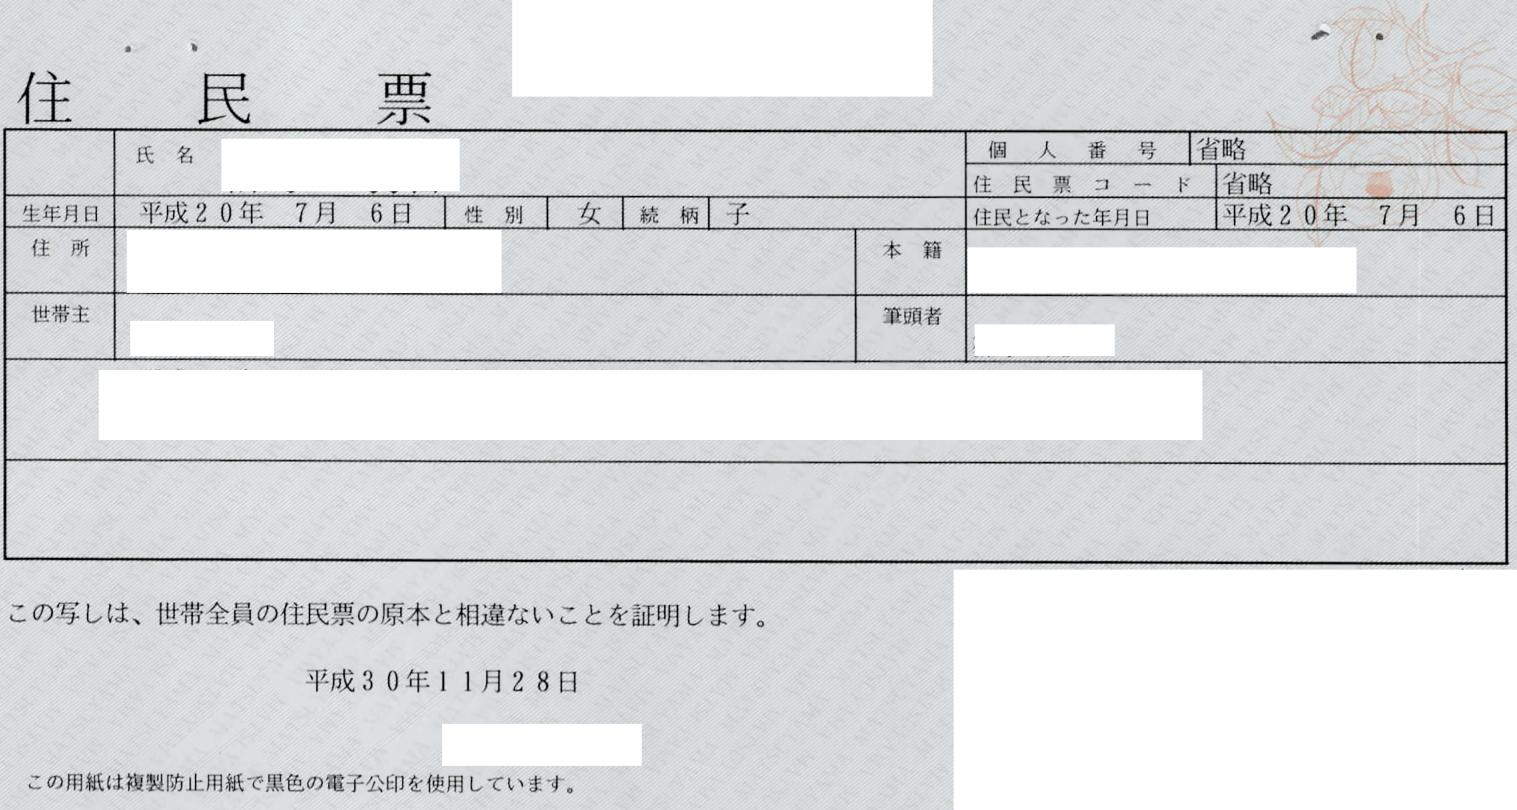 住民票
氏名
個人番号 省略
住民票コード 省略
生年月日 平成20年 7月 6日 性別 女 続柄 子 住民となった年月日 平成20年 7月 6日
住所 本籍
世帯主 筆頭者
この写しは、世帯全員の住民票の原本と相違ないことを証明します。
平成30年11月28日
この用紙は複製防止用紙で黒色の電子公印を使用しています。